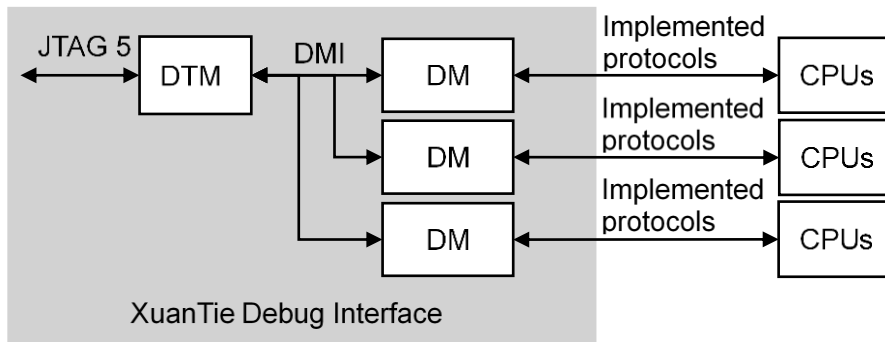 JTAG 5
DTM
DMI
DM
Implemented
protocols
CPUs
DM
Implemented
protocols
CPUs
DM
Implemented
protocols
CPUs
XuanTie Debug Interface